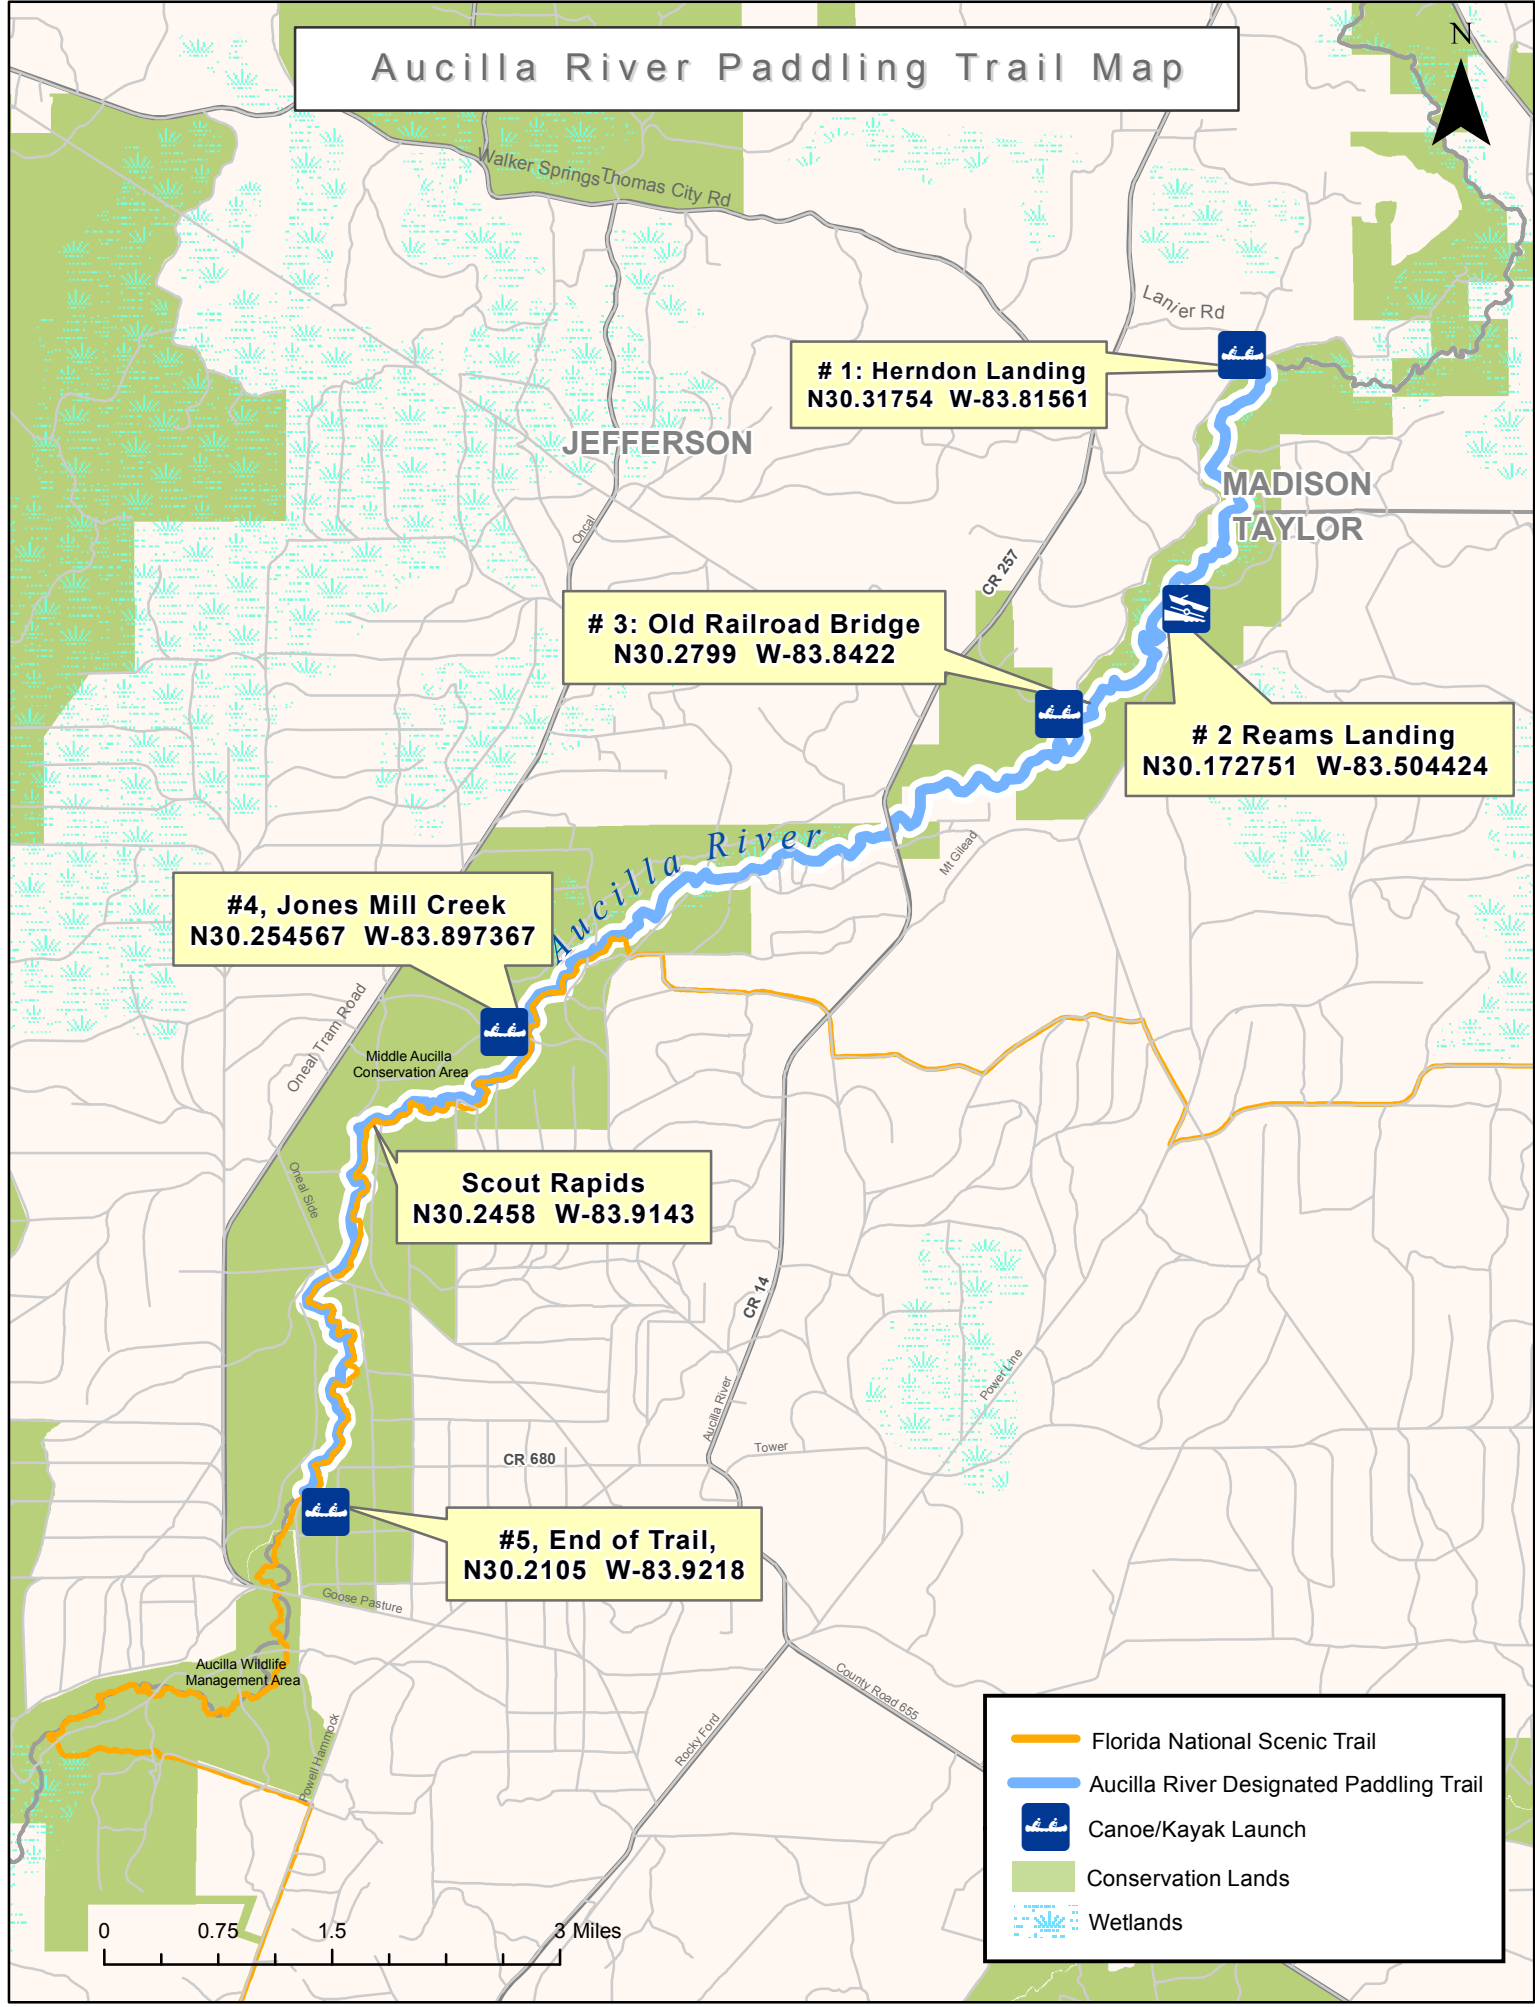 Aucilla River Paddling Trail Map
N
Walker Springs
Thomas City Rd
Lanier Rd
# 1: Herndon Landing
N30.31754  W-83.81561
JEFFERSON
MADISON
TAYLOR
Oncal
CR 257
# 3: Old Railroad Bridge
N30.2799  W-83.8422
# 2 Reams Landing
N30.172751  W-83.504424
Aucilla River
Mt Gilead
#4, Jones Mill Creek
N30.254567  W-83.897367
Oneal Tram Road
Middle Aucilla
Conservation Area
Oneal Side
Scout Rapids
N30.2458  W-83.9143
CR 14
Power Line
Aucilla River
Tower
CR 680
#5, End of Trail,
N30.2105  W-83.9218
Goose Pasture
Aucilla Wildlife
Management Area
County Road 655
Rocky Ford
Powell Hammock
Florida National Scenic Trail
Aucilla River Designated Paddling Trail
Canoe/Kayak Launch
Conservation Lands
Wetlands
0 0.75 1.5 3 Miles